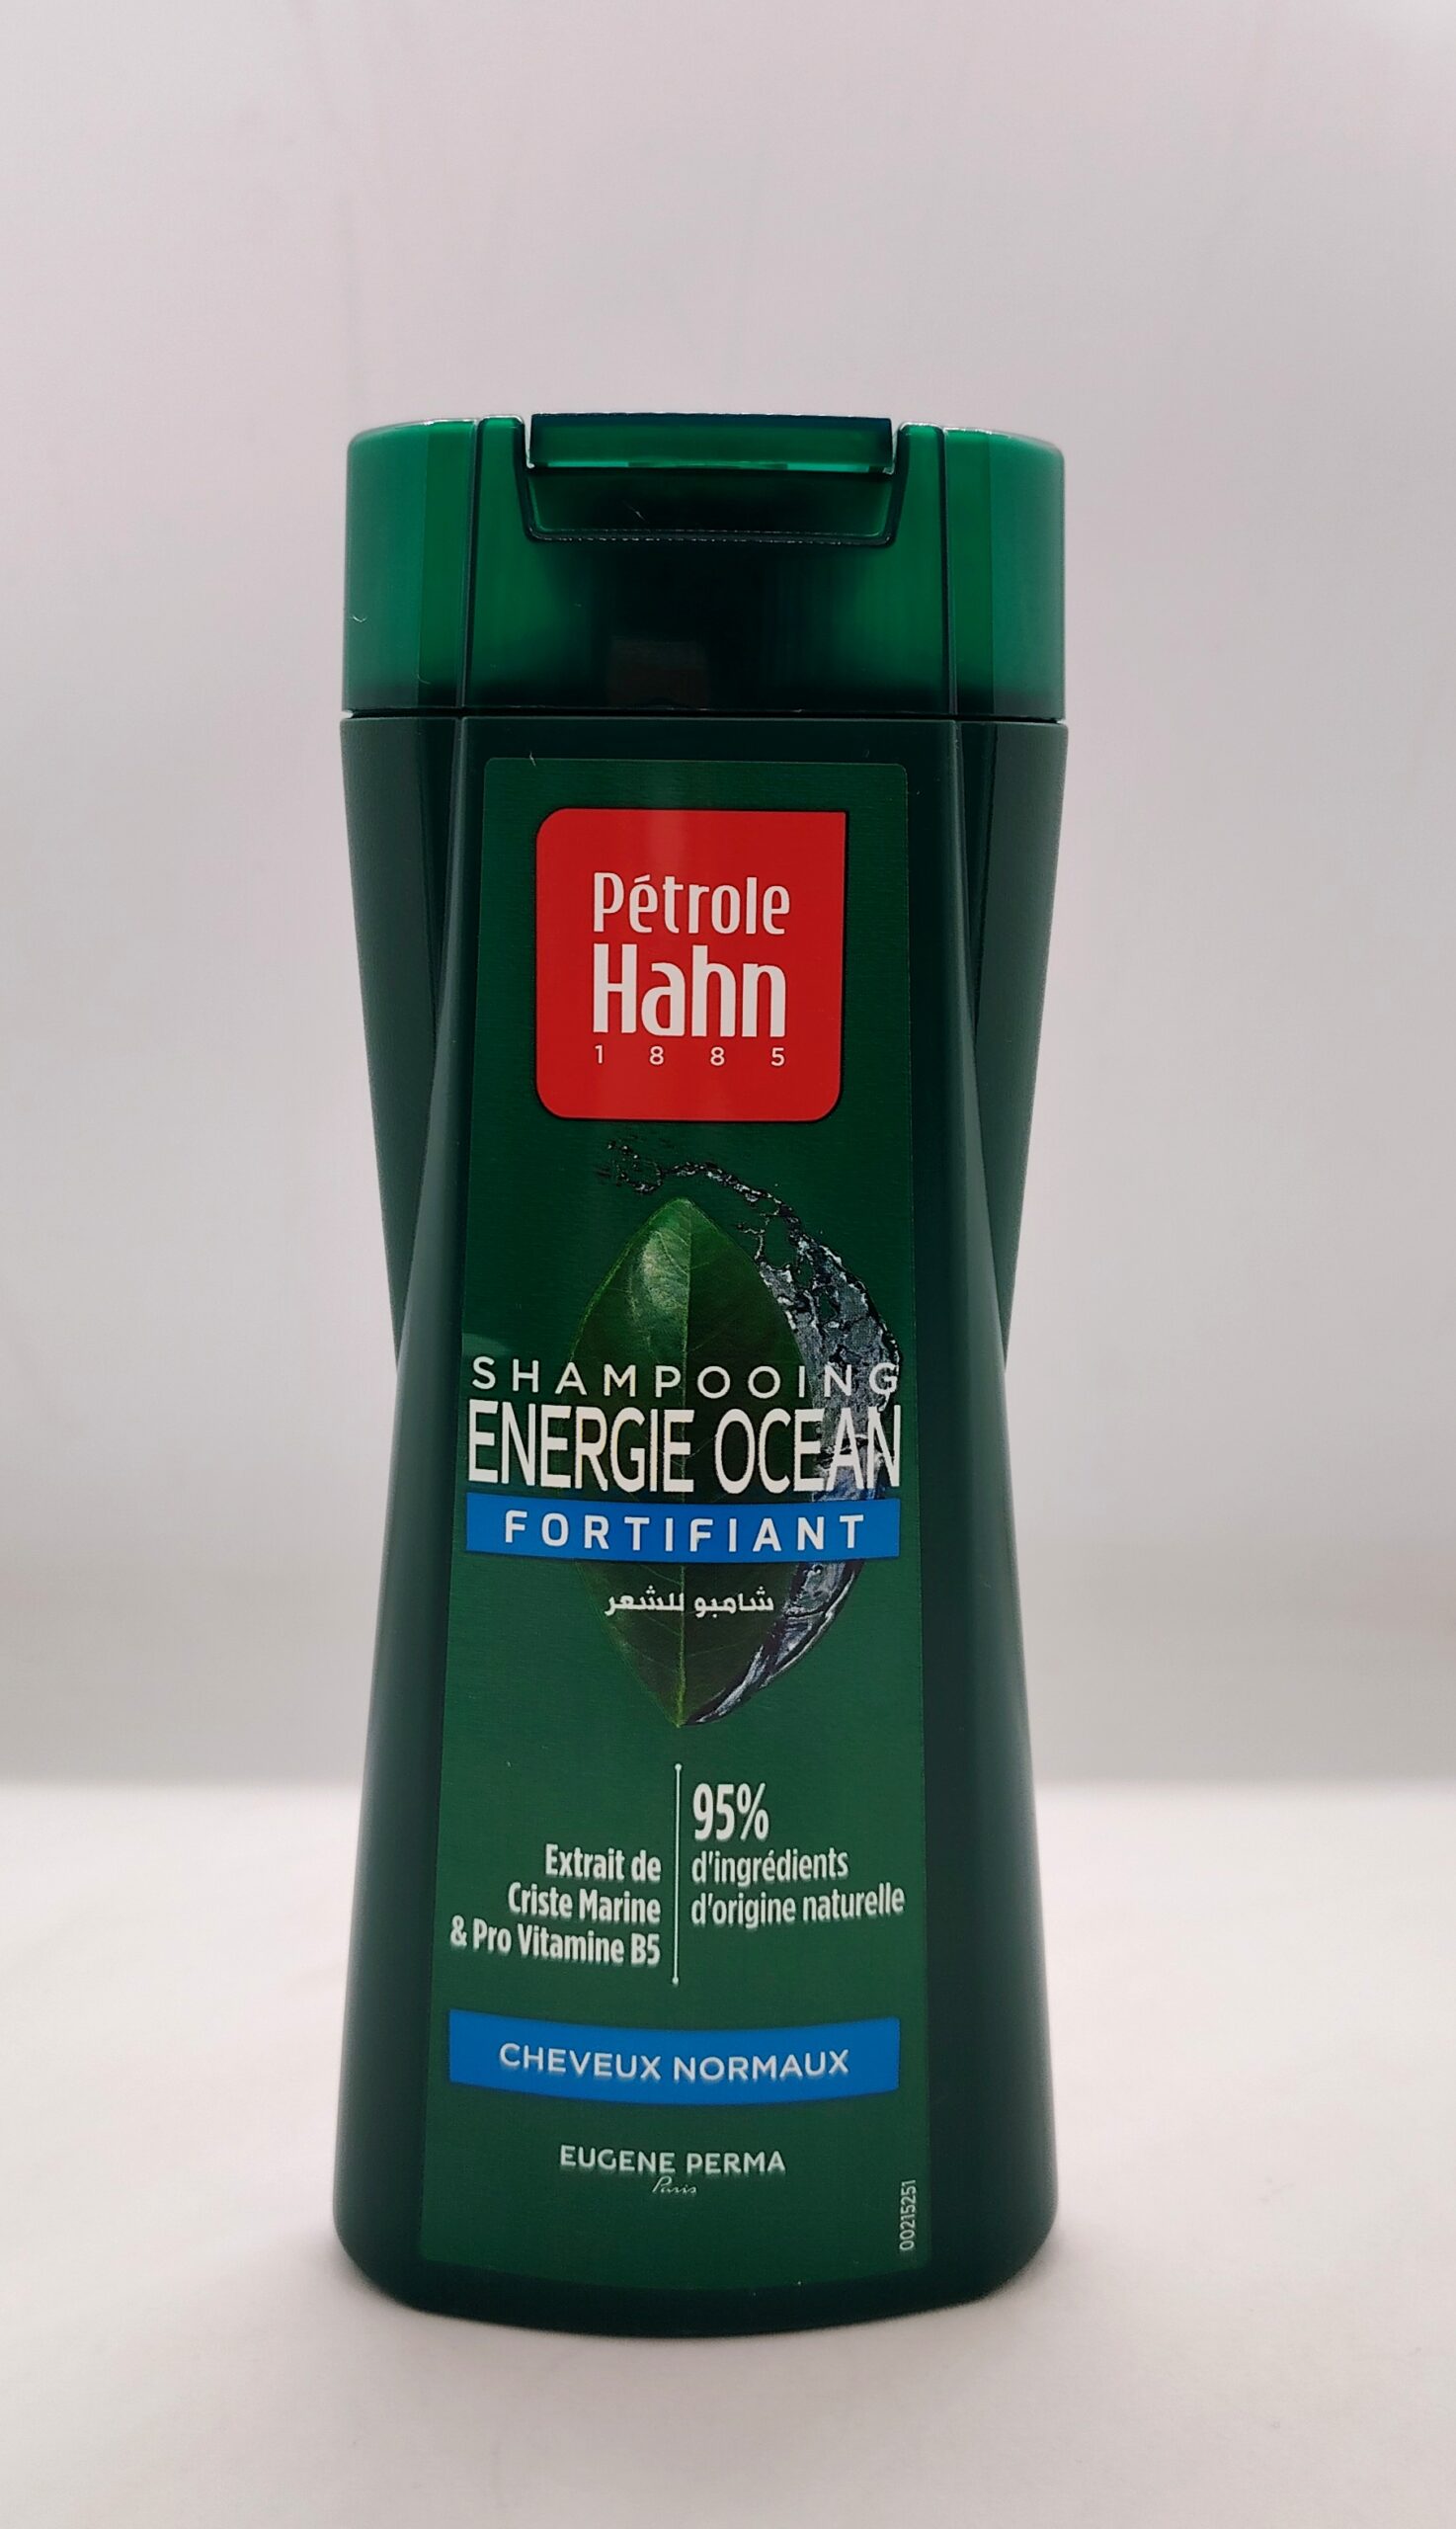 Pétrole
Hahn
1885
SHAMPOOING
ENERGIE OCEAN
FORTIFIANT
شامبو للشعر
Extrait de
Criste Marine
& Pro Vitamine B5
95%
d'ingrédients
d'origine naturelle
CHEVEUX NORMAUX
EUGENE PERMA
Paris
00215251